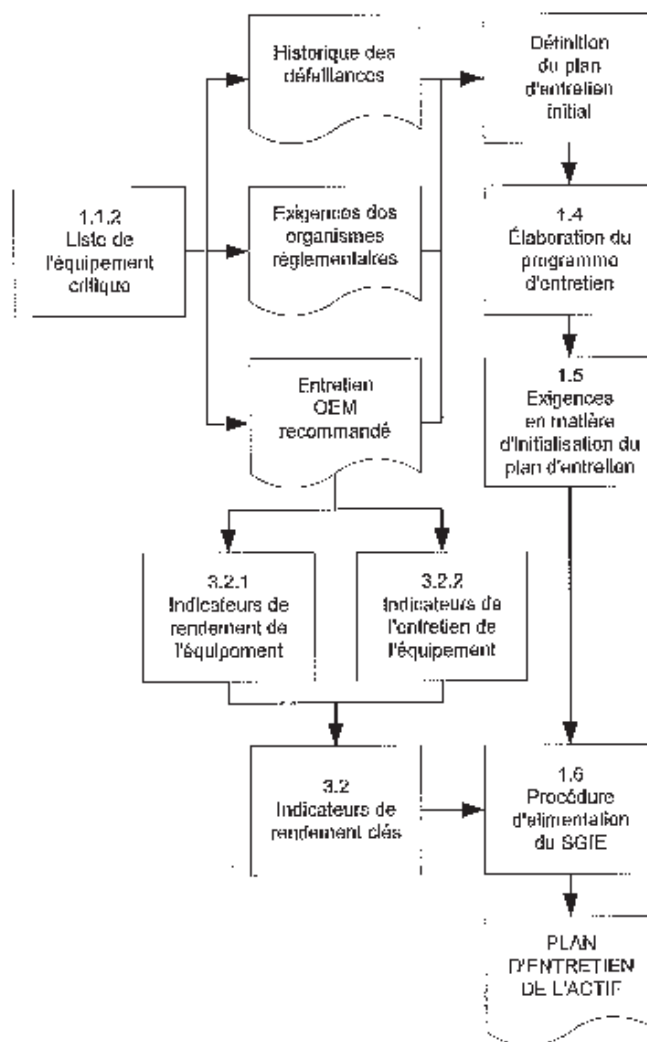 Historique des
défaillances
Définition
du plan
d'entretien
initial
1.1.2
Liste de
l'équipement
critique
Exigences des
organismes
réglementaires
1.4
Élaboration du
programme
d'entretien
Entretien
OEM
recommandé
1.5
Exigences
en matière
d'initialisation du
plan d'entretien
3.2.1
Indicateurs de
rendement de
l'équipement
3.2.2
Indicateurs de
l'entretien de
l'équipement
3.2
Indicateurs de
rendement clés
1.6
Procédure
d'alimentation
du SGIE
PLAN
D'ENTRETIEN
DE L'ACTIF